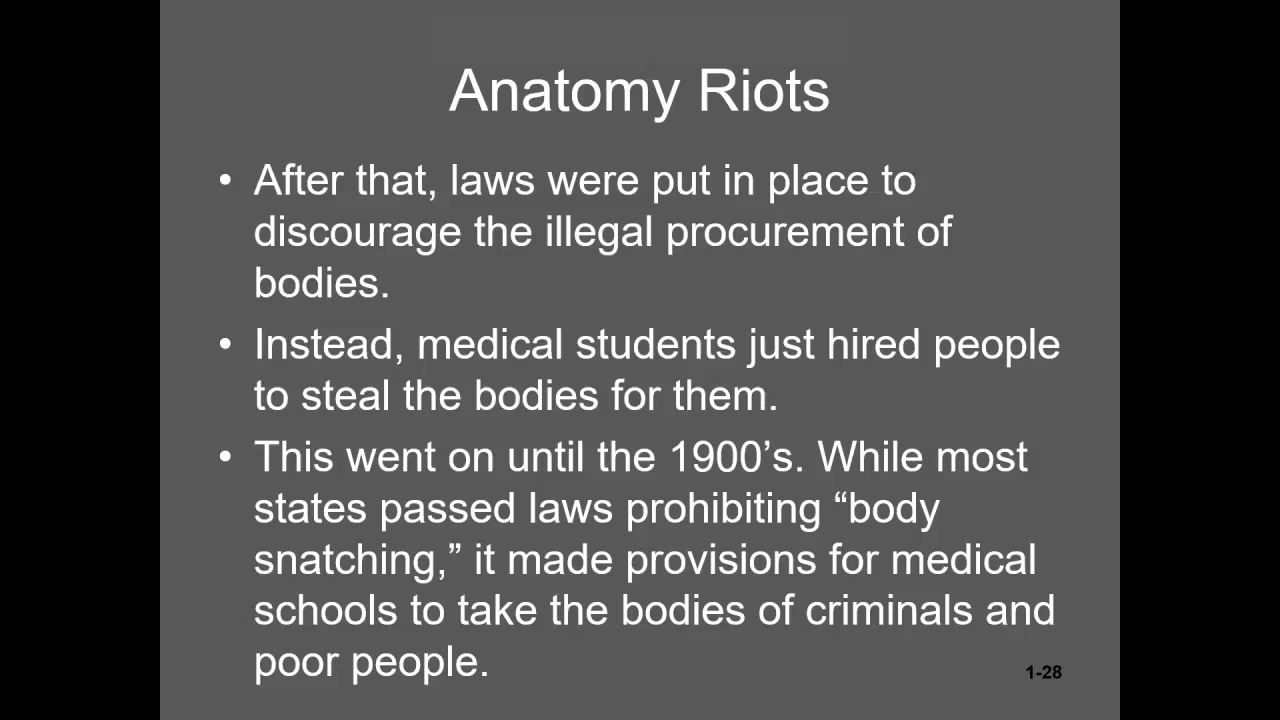 Anatomy Riots
• After that, laws were put in place to
discourage the illegal procurement of
bodies.
• Instead, medical students just hired people
to steal the bodies for them.
• This went on until the 1900’s. While most
states passed laws prohibiting “body
snatching,” it made provisions for medical
schools to take the bodies of criminals and
poor people.
1-28